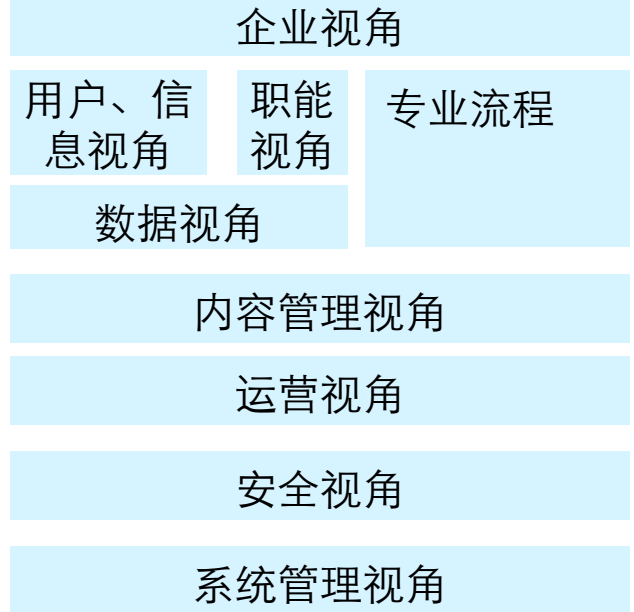 企业视角
用户、信
息视角
职能
视角
专业流程
数据视角
内容管理视角
运营视角
安全视角
系统管理视角